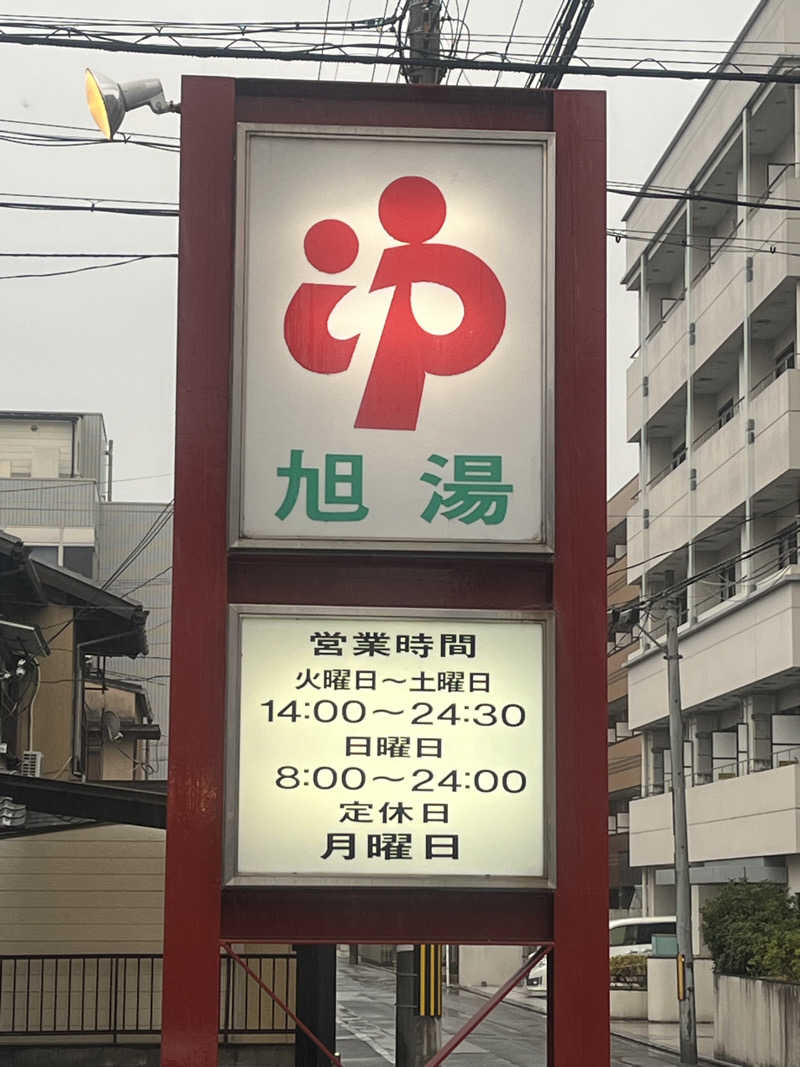 旭湯
営業時間
火曜日～土曜日
14:00～24:30
日曜日
8:00～24:00
定休日
月曜日